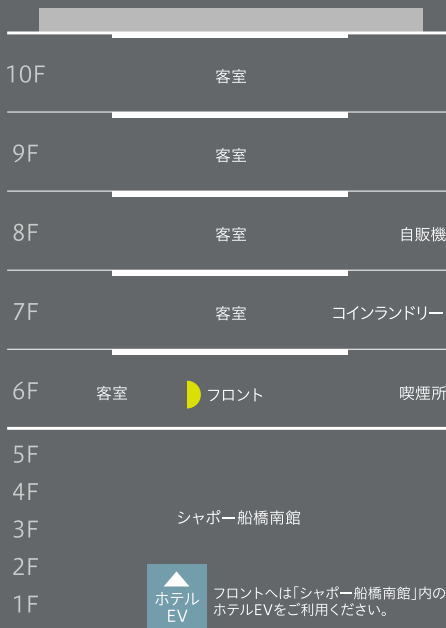 10F 客室
9F 客室
8F 客室 自販機
7F 客室 コインランドリー
6F 客室 フロント 喫煙所
5F
4F
3F
シャポー船橋南館
2F
1F
ホテル
EV
フロントへは「シャポー船橋南館」内の
ホテルEVをご利用ください。